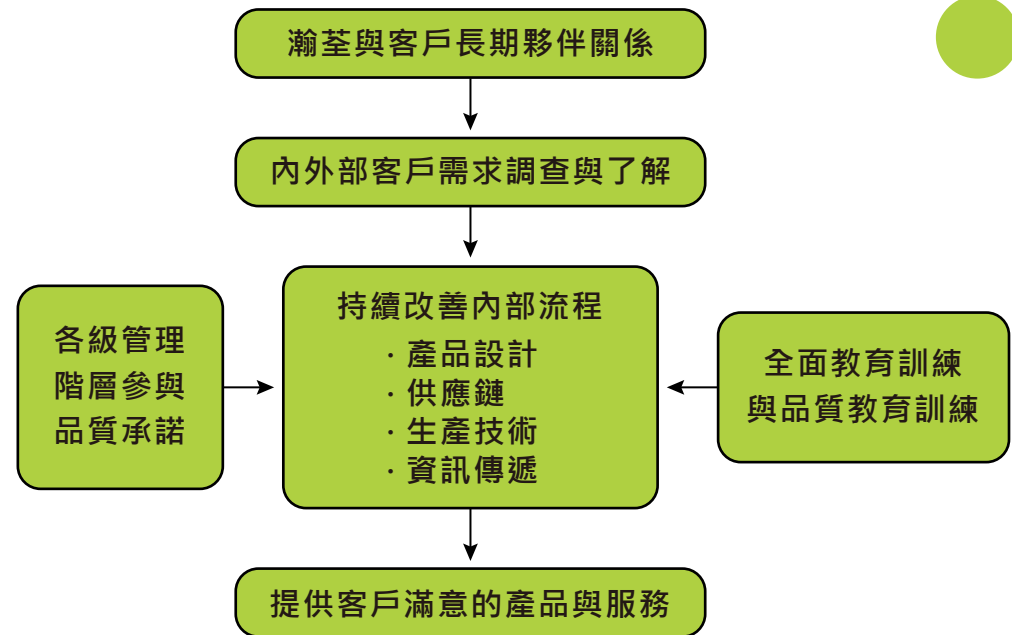 瀚荃與客戶長期夥伴關係
內外部客戶需求調查與了解
各級管理
階層參與
品質承諾
持續改善內部流程
·產品設計
·供應鏈
·生產技術
·資訊傳遞
全面教育訓練
與品質教育訓練
提供客戶滿意的產品與服務